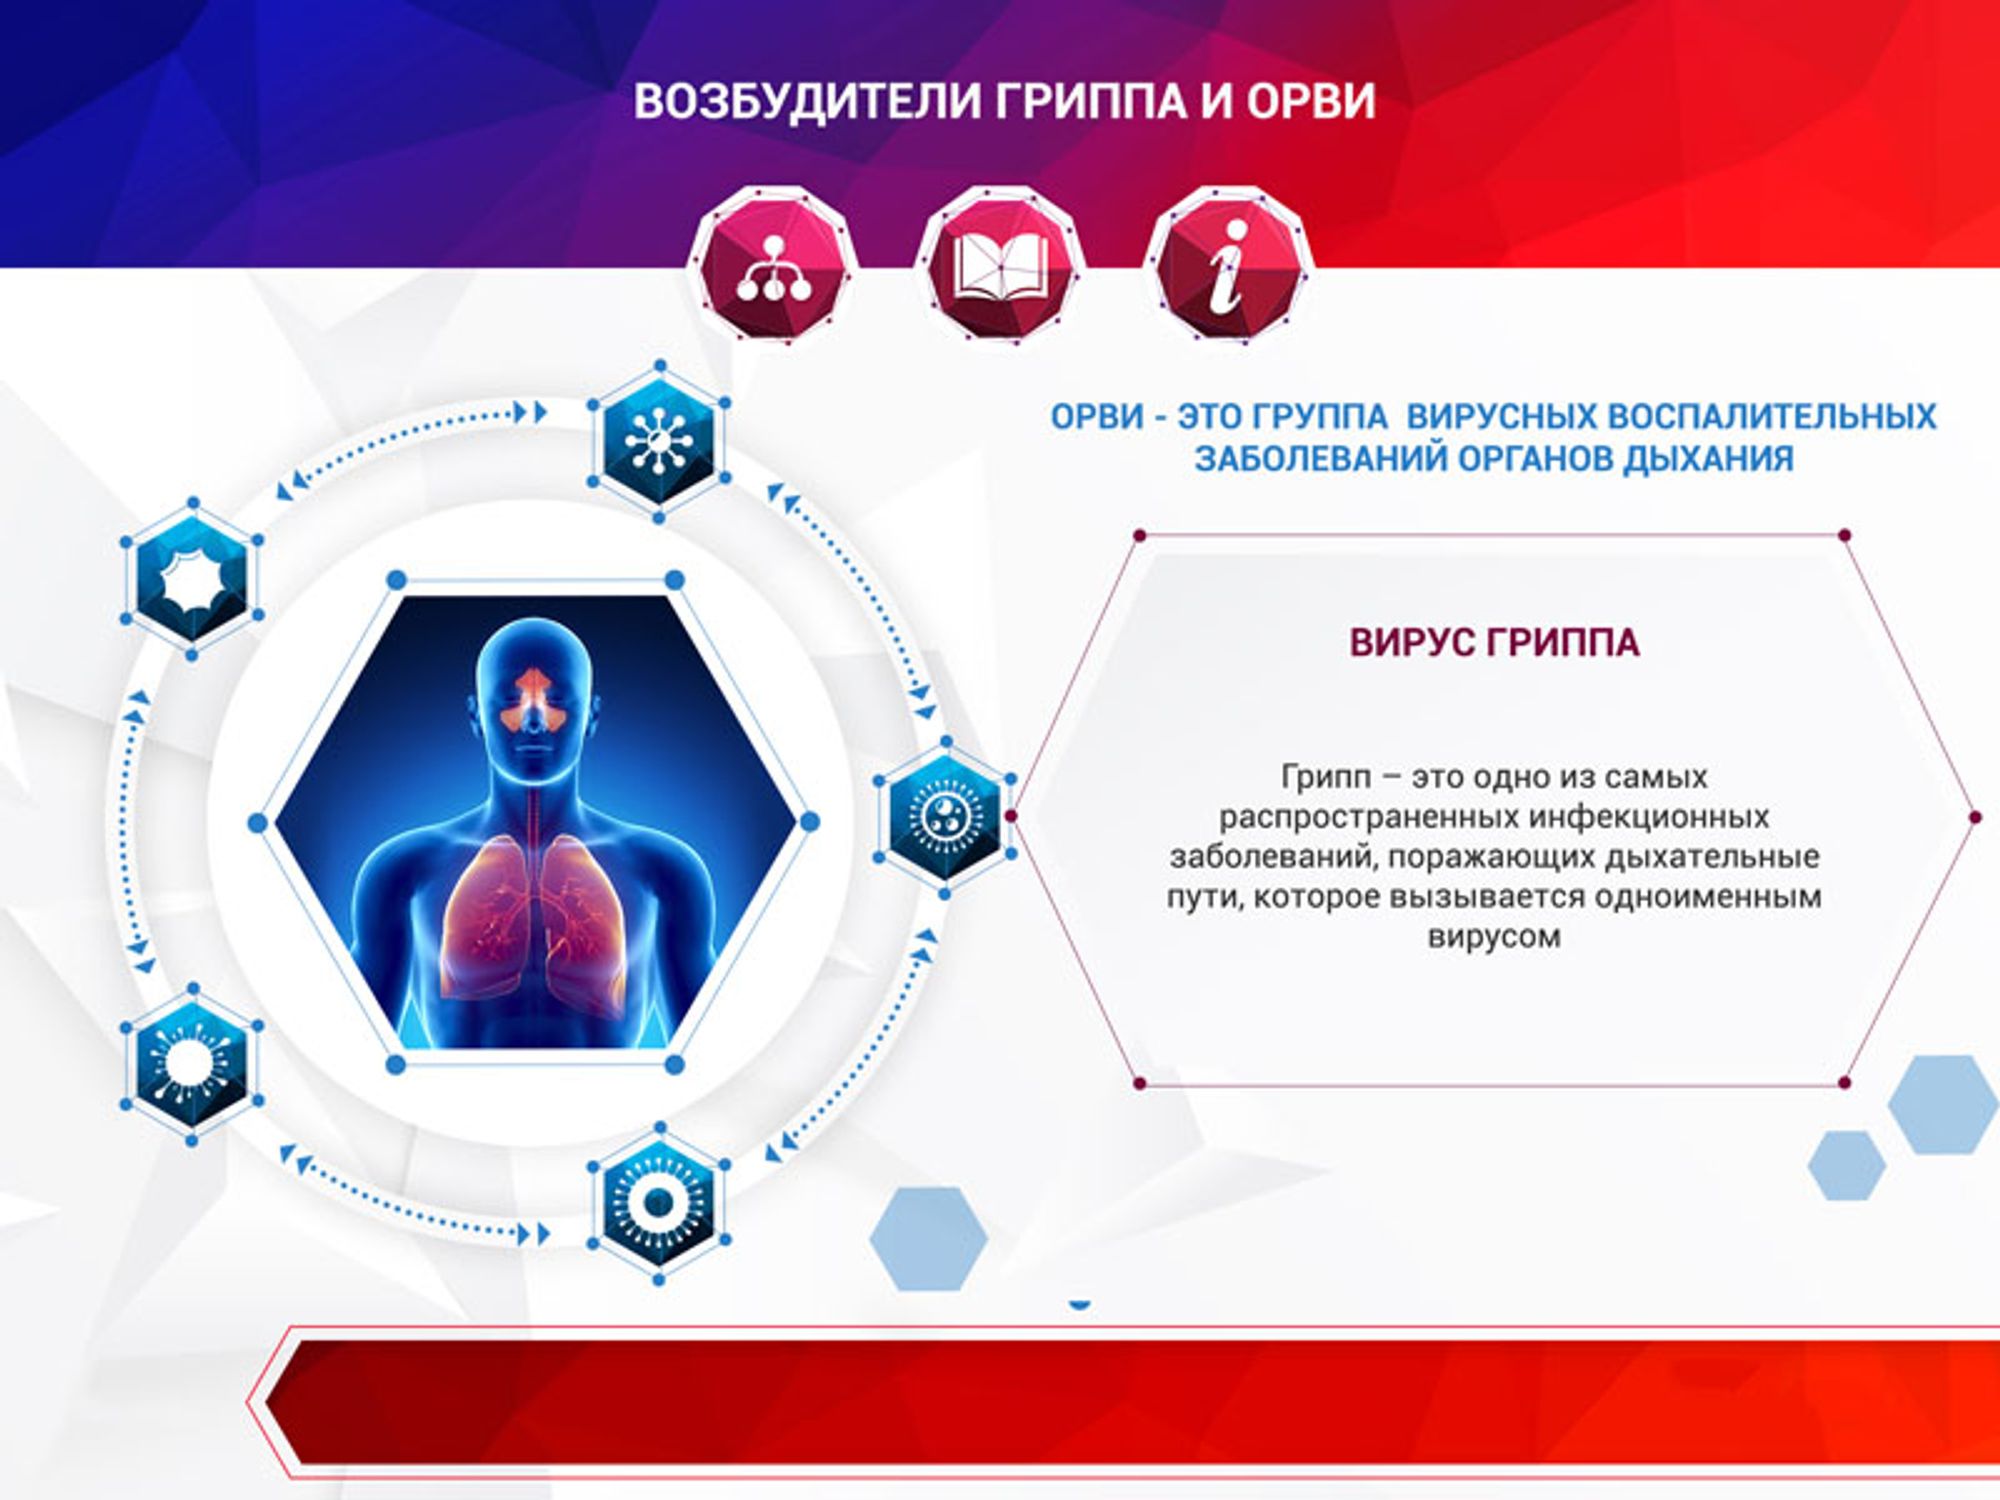 ВОЗБУДИТЕЛИ ГРИППА И ОРВИ
ОРВИ - ЭТО ГРУППА ВИРУСНЫХ ВОСПАЛИТЕЛЬНЫХ
ЗАБОЛЕВАНИЙ ОРГАНОВ ДЫХАНИЯ
ВИРУС ГРИППА
Грипп – это одно из самых
распространенных инфекционных
заболеваний, поражающих дыхательные
пути, которое вызывается одноименным
вирусом